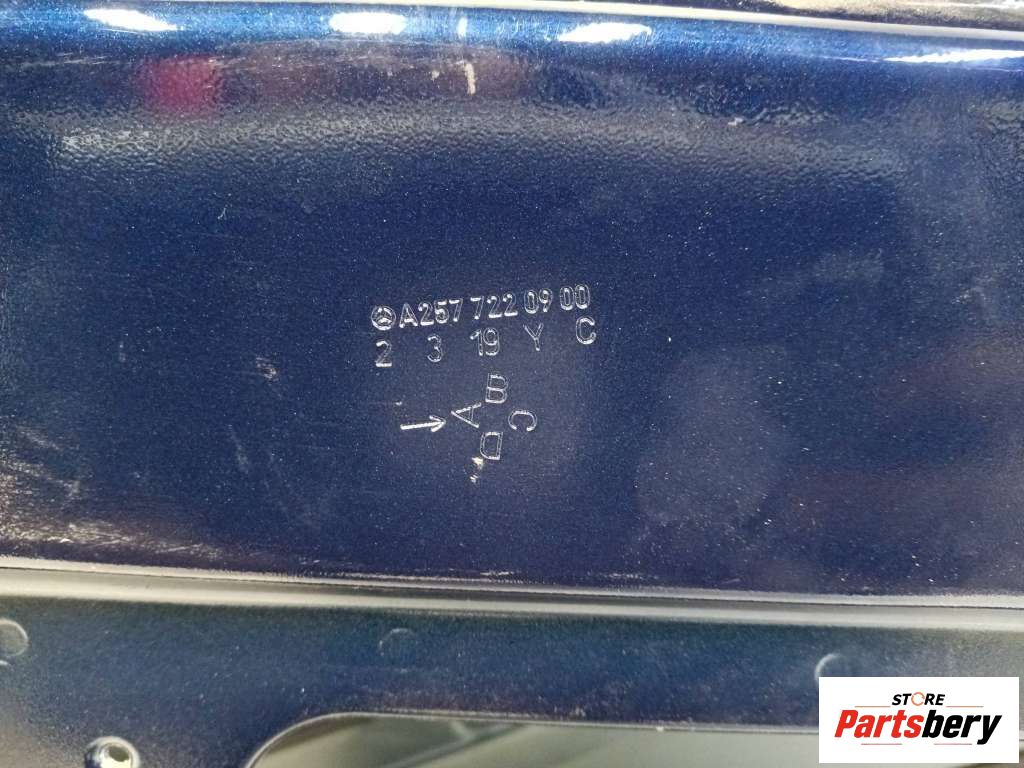 A257 722 09 00
2 3 19 Y C
B
A C
D
STORE
Partsbery